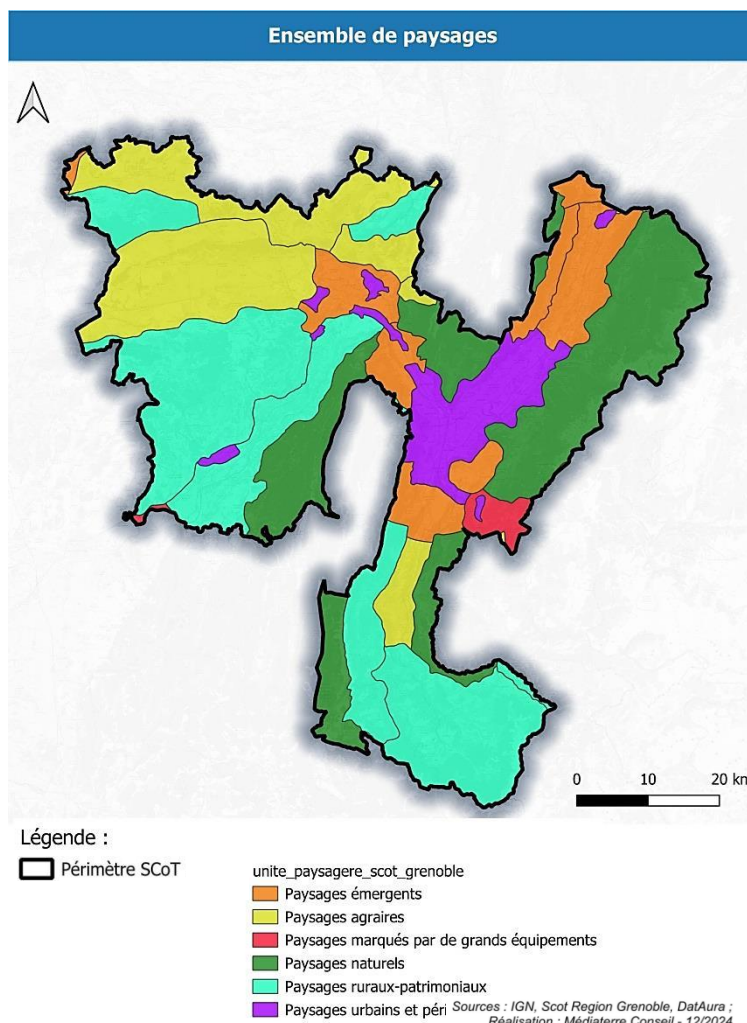 Ensemble de paysages
0 10 20 km
Légende :
Périmètre SCoT
unite_paysagere_scot_grenoble
Paysages émergents
Paysages agraires
Paysages marqués par de grands équipements
Paysages naturels
Paysages ruraux-patrimoniaux
Paysages urbains et péri
Sources : IGN, Scot Region Grenoble, DatAura ;
Réalisation : Médiaterre Conseil - 12/2024